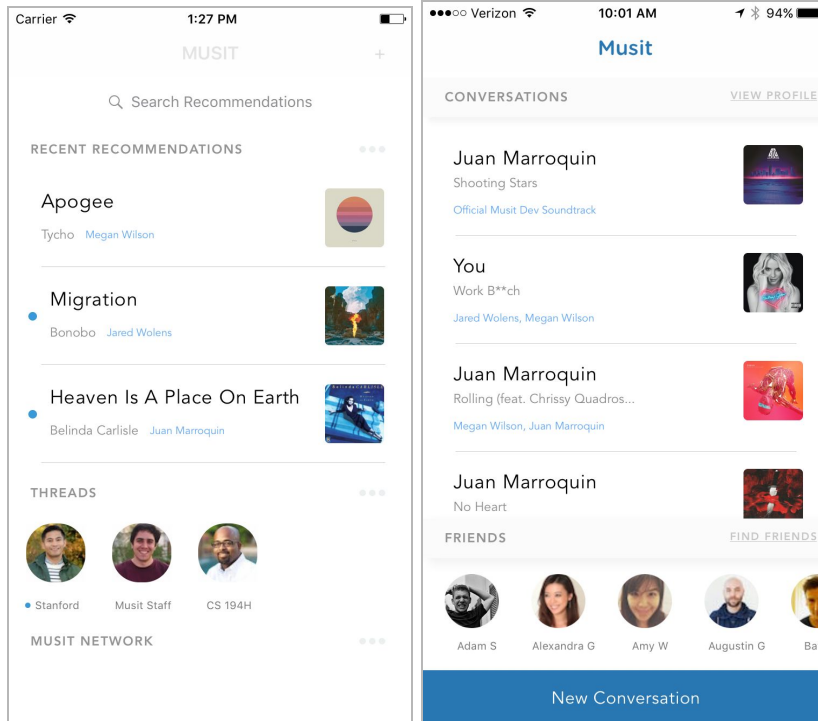 Carrier 1:27 PM
MUSIT +
Search Recommendations
RECENT RECOMMENDATIONS
Apogee
Tycho Megan Wilson
Migration
Bonobo Jared Wolens
Heaven Is A Place On Earth
Belinda Carlisle Juan Marroquin
THREADS
Stanford Musit Staff CS 194H
MUSIT NETWORK
Verizon 10:01 AM 94%
Musit
CONVERSATIONS VIEW PROFILE
Juan Marroquin
Shooting Stars
Official Musit Dev Soundtrack
You
Work B**ch
Jared Wolens, Megan Wilson
Juan Marroquin
Rolling (feat. Chrissy Quadros...
Megan Wilson, Juan Marroquin
Juan Marroquin
No Heart
FRIENDS FIND FRIENDS
Adam S Alexandra G Amy W Augustin G Ba
New Conversation